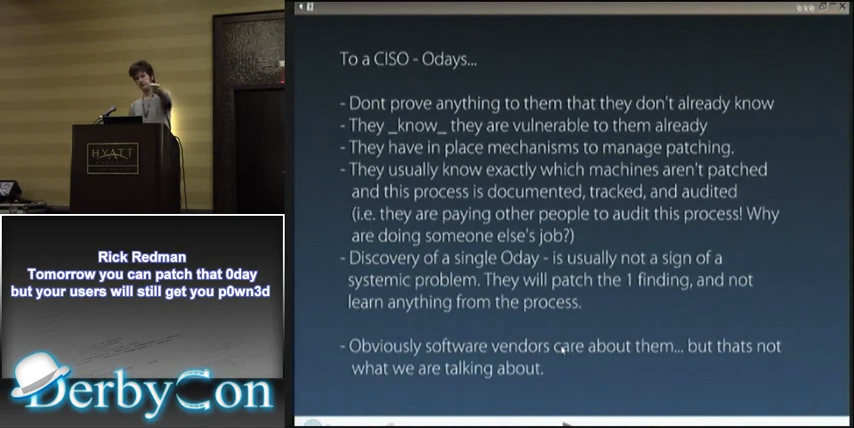 To a CISO - 0days...
- Dont prove anything to them that they don't already know
- They _know_ they are vulnerable to them already
- They have in place mechanisms to manage patching.
- They usually know exactly which machines aren't patched
and this process is documented, tracked, and audited
(i.e. they are paying other people to audit this process! Why
are doing someone else's job?)
- Discovery of a single 0day - is usually not a sign of a
systemic problem. They will patch the 1 finding, and not
learn anything from the process.
- Obviously software vendors care about them... but thats not
what we are talking about.
HYATT
Rick Redman
Tomorrow you can patch that 0day
but your users will still get you p0wn3d
DerbyCon